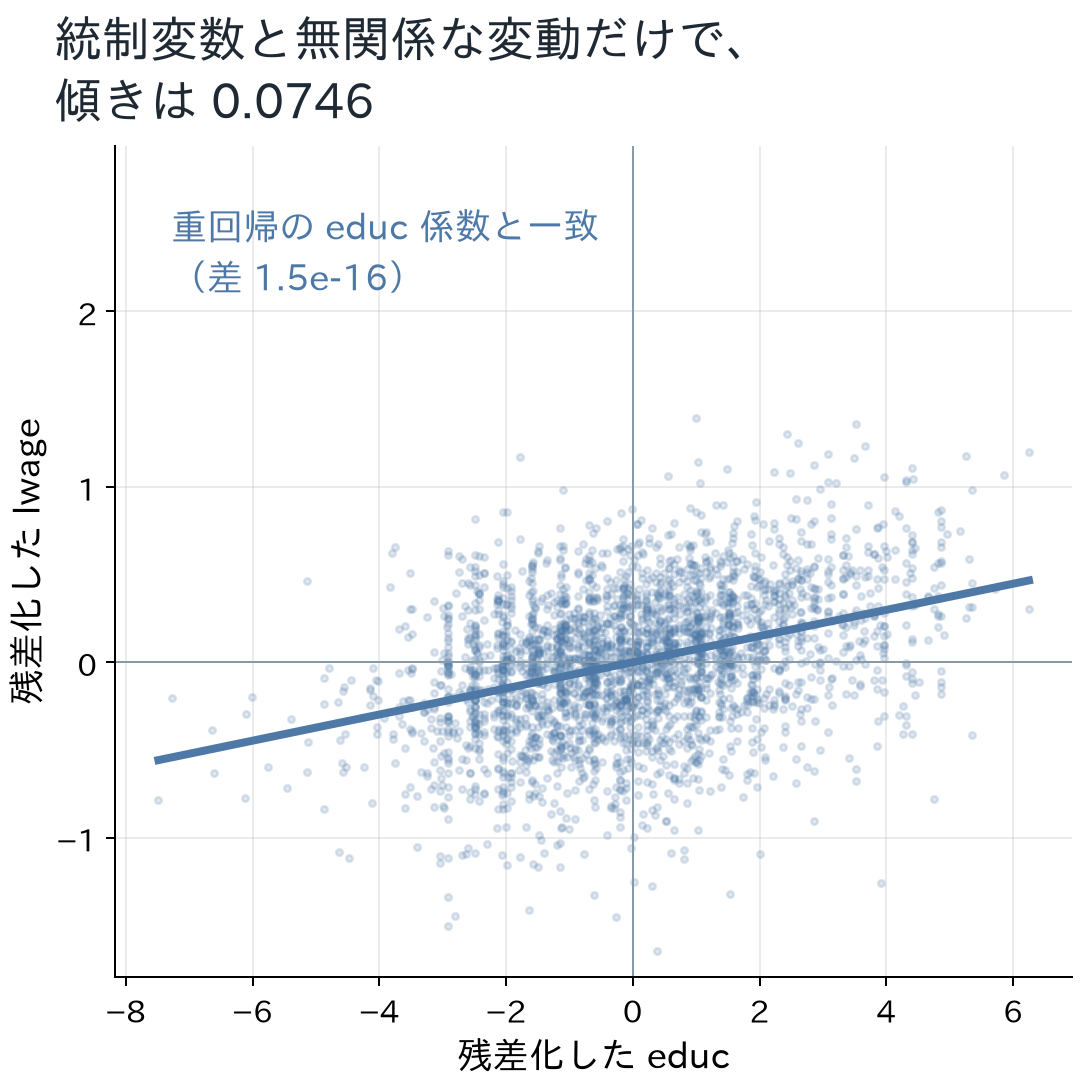 統制変数と無関係な変動だけで、
傾きは 0.0746
重回帰の educ 係数と一致
（差 1.5e-16）
2
1
0
−1
残差化した lwage
−8 −6 −4 −2 0 2 4 6
残差化した educ